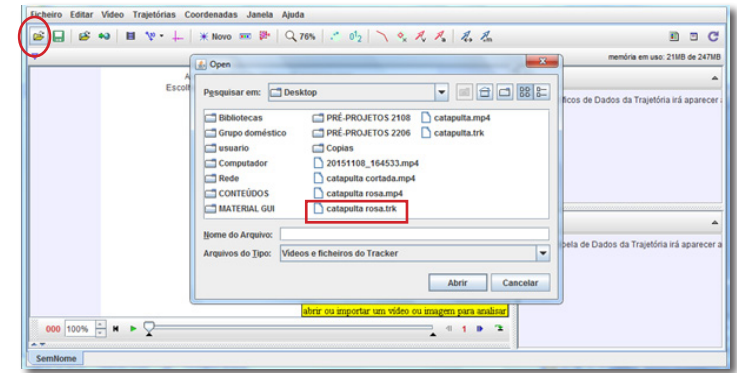 Ficheiro Editar Video Trajetórias Coordenadas Janela Ajuda
Novo 76%
memória em uso: 21MB de 247MB
Open
A
Escolh
ficos de Dados da Trajetória irá aparecer a
Pesquisar em: Desktop
Bibliotecas
Grupo doméstico
usuario
Computador
Rede
CONTEÚDOS
MATERIAL GUI
PRÉ-PROJETOS 2108
PRÉ-PROJETOS 2206
Copias
20151108_164533.mp4
catapulta cortada.mp4
catapulta rosa.mp4
catapulta rosa.trk
catapulta.mp4
catapulta.trk
Nome do Arquivo:
Arquivos do Tipo: Videos e ficheiros do Tracker
Abrir Cancelar
bela de Dados da Trajetória irá aparecer a
abrir ou importar um vídeo ou imagem para analisar
000 100% 1
SemNome